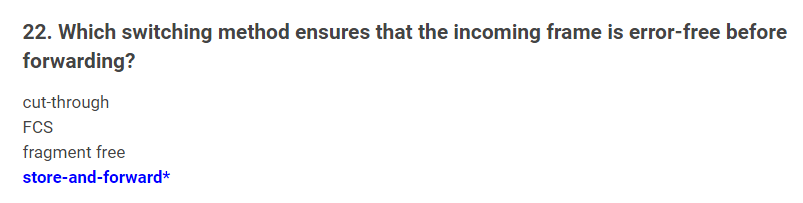 22. Which switching method ensures that the incoming frame is error-free before
forwarding?
cut-through
FCS
fragment free
store-and-forward*